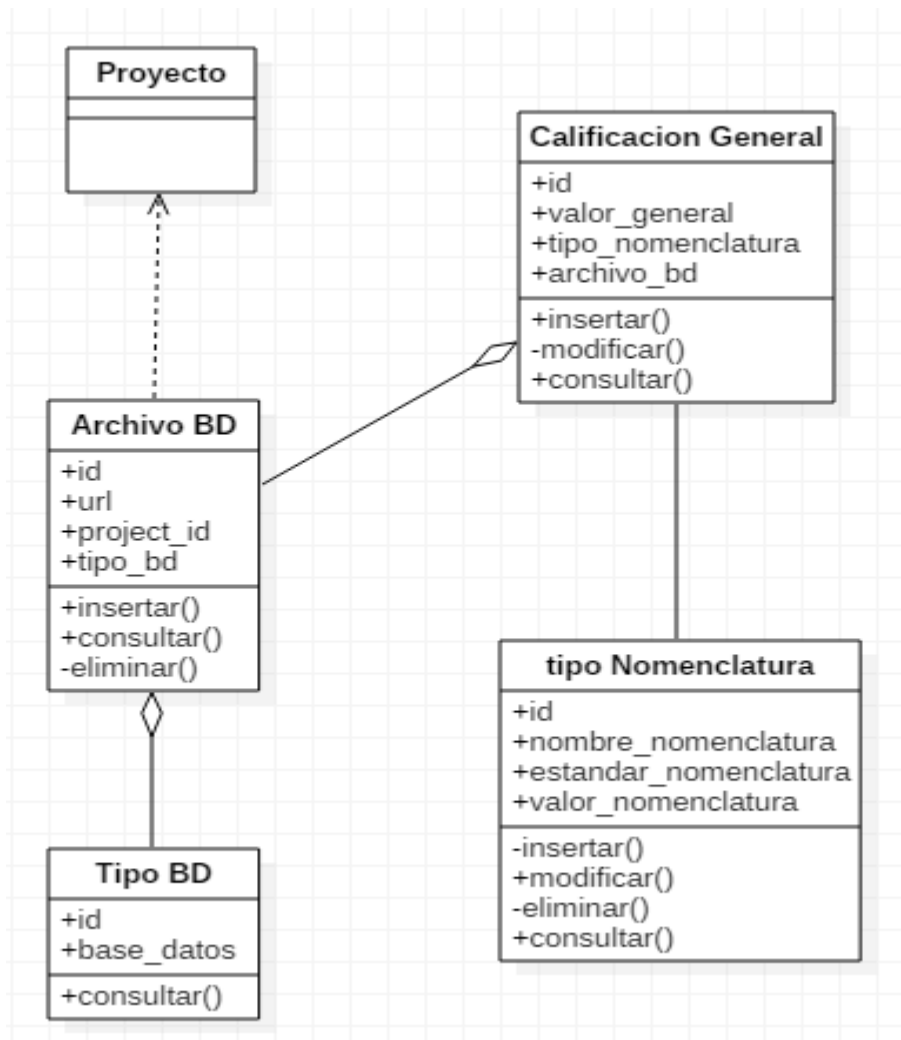 Proyecto
Calificacion General
+id
+valor_general
+tipo_nomenclatura
+archivo_bd
+insertar()
-modificar()
+consultar()
Archivo BD
+id
+url
+project_id
+tipo_bd
+insertar()
+consultar()
-eliminar()
tipo Nomenclatura
+id
+nombre_nomenclatura
+estandar_nomenclatura
+valor_nomenclatura
-insertar()
+modificar()
-eliminar()
+consultar()
Tipo BD
+id
+base_datos
+consultar()